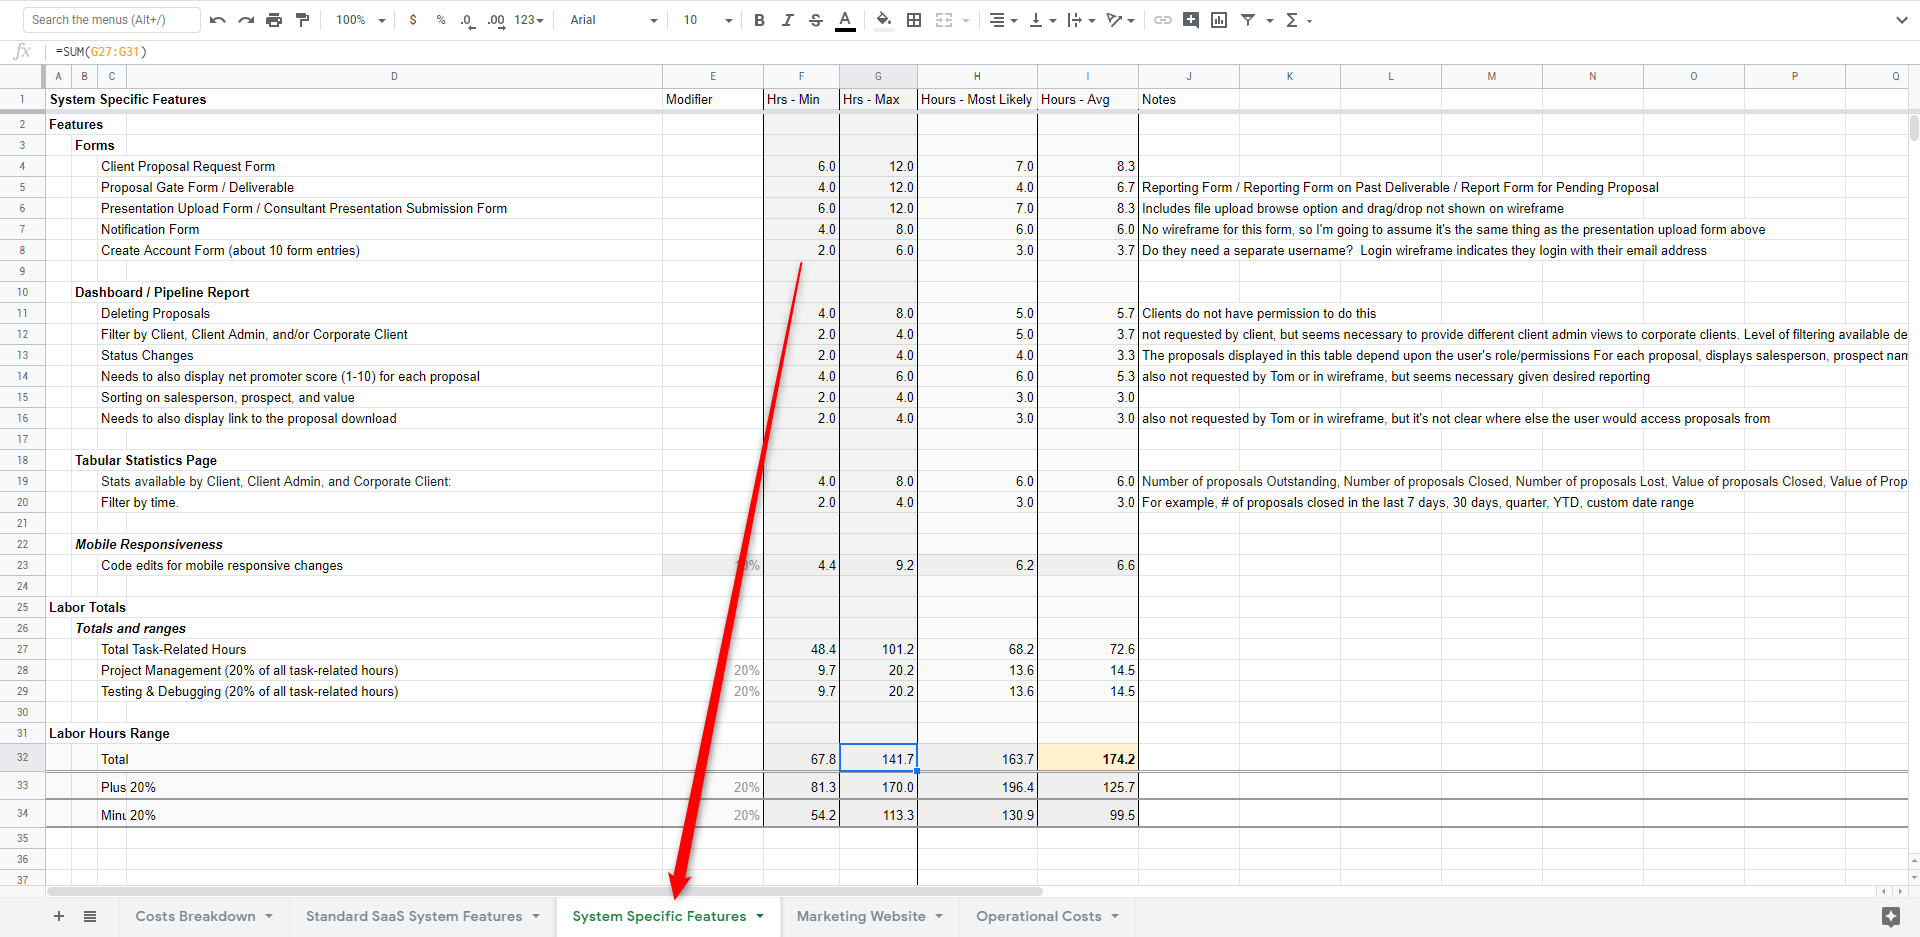 Search the menus (Alt+/) 100% $ % .0 .00 123 Arial 10 B I S A
fx =SUM(G27:G31)
A B C D E F G H I J K L M N O P Q
1 System Specific Features Modifier Hrs - Min Hrs - Max Hours - Most Likely Hours - Avg Notes
2 Features
3 Forms
4 Client Proposal Request Form 6.0 12.0 7.0 8.3
5 Proposal Gate Form / Deliverable 4.0 12.0 4.0 6.7 Reporting Form / Reporting Form on Past Deliverable / Report Form for Pending Proposal
6 Presentation Upload Form / Consultant Presentation Submission Form 6.0 12.0 7.0 8.3 Includes file upload browse option and drag/drop not shown on wireframe
7 Notification Form 4.0 8.0 6.0 6.0 No wireframe for this form, so I'm going to assume it's the same thing as the presentation upload form above
8 Create Account Form (about 10 form entries) 2.0 6.0 3.0 3.7 Do they need a separate username? Login wireframe indicates they login with their email address
9
10 Dashboard / Pipeline Report
11 Deleting Proposals 4.0 8.0 5.0 5.7 Clients do not have permission to do this
12 Filter by Client, Client Admin, and/or Corporate Client 2.0 4.0 5.0 3.7 not requested by client, but seems necessary to provide different client admin views to corporate clients. Level of filtering available de
13 Status Changes 2.0 4.0 4.0 3.3 The proposals displayed in this table depend upon the user's role/permissions For each proposal, displays salesperson, prospect nam
14 Needs to also display net promoter score (1-10) for each proposal 4.0 6.0 6.0 5.3 also not requested by Tom or in wireframe, but seems necessary given desired reporting
15 Sorting on salesperson, prospect, and value 2.0 4.0 3.0 3.0
16 Needs to also display link to the proposal download 2.0 4.0 3.0 3.0 also not requested by Tom or in wireframe, but it's not clear where else the user would access proposals from
17
18 Tabular Statistics Page
19 Stats available by Client, Client Admin, and Corporate Client: 4.0 8.0 6.0 6.0 Number of proposals Outstanding, Number of proposals Closed, Number of proposals Lost, Value of proposals Closed, Value of Prop
20 Filter by time. 2.0 4.0 3.0 3.0 For example, # of proposals closed in the last 7 days, 30 days, quarter, YTD, custom date range
21
22 Mobile Responsiveness
23 Code edits for mobile responsive changes 4.4 9.2 6.2 6.6
24
25 Labor Totals
26 Totals and ranges
27 Total Task-Related Hours 48.4 101.2 68.2 72.6
28 Project Management (20% of all task-related hours) 20% 9.7 20.2 13.6 14.5
29 Testing & Debugging (20% of all task-related hours) 20% 9.7 20.2 13.6 14.5
30
31 Labor Hours Range
32 Total 67.8 141.7 163.7 174.2
33 Plus 20% 20% 81.3 170.0 196.4 125.7
34 Minu 20% 20% 54.2 113.3 130.9 99.5
35
36
37
Costs Breakdown Standard SaaS System Features System Specific Features Marketing Website Operational Costs